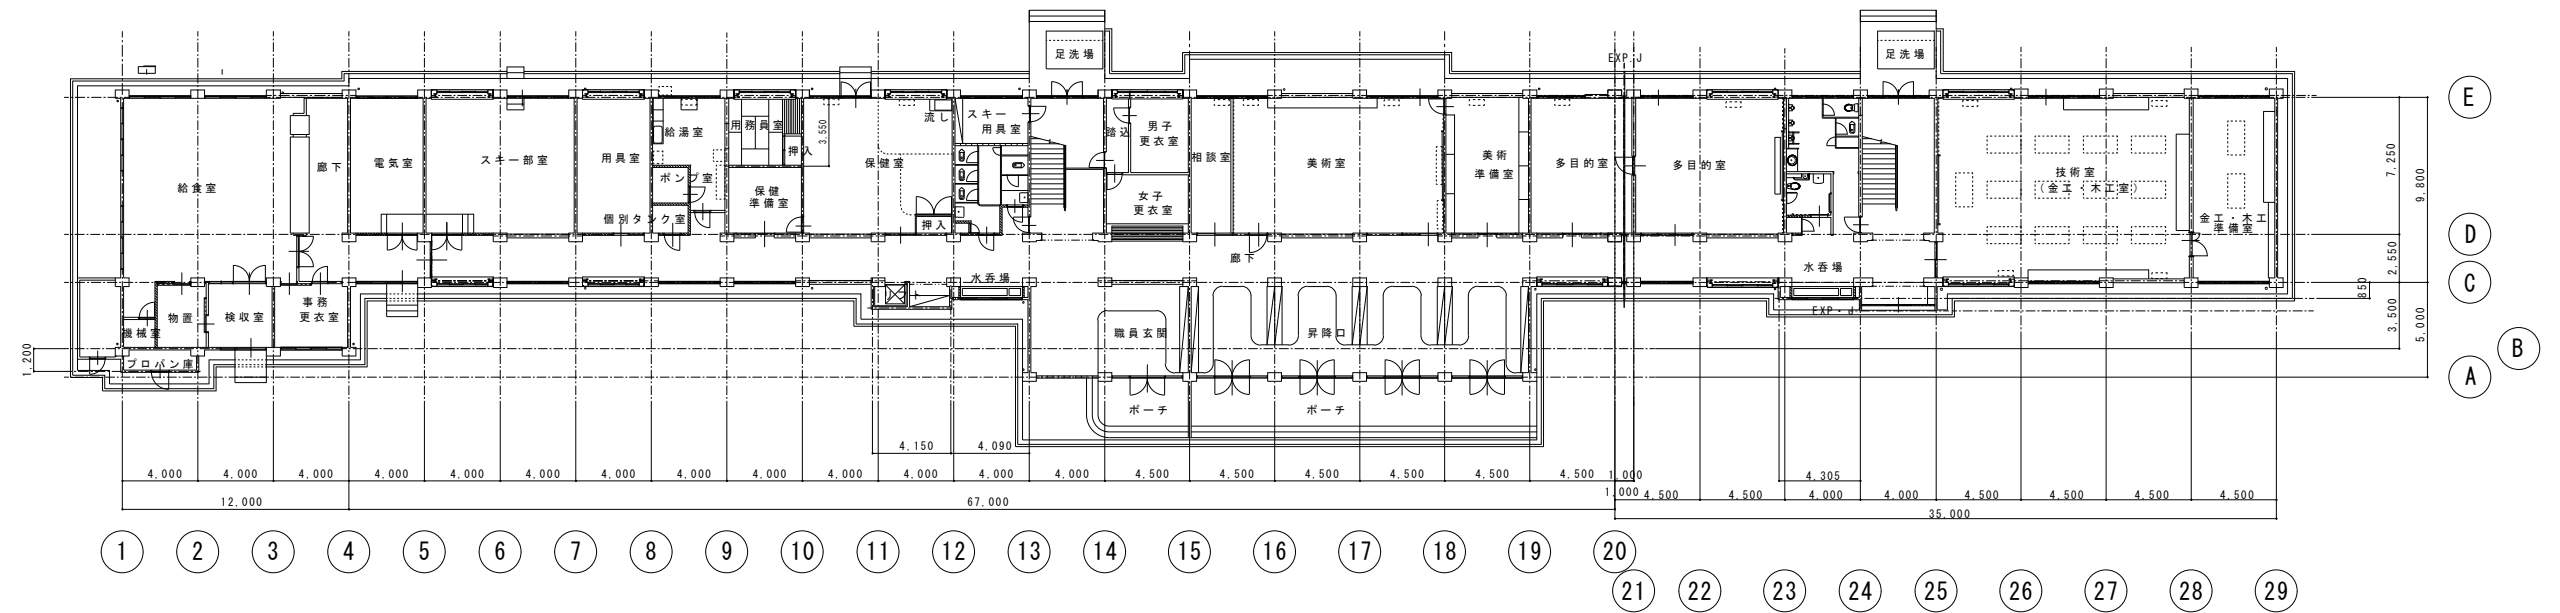 足洗場
足洗場
EXP.J
E
流し
スキー
用具室
給湯室
用務員室
3,550
踏込
男子
更衣室
廊下
電気室
スキー部室
用具室
押入
保健室
相談室
美術室
美術
準備室
多目的室
多目的室
7,250
9,800
給食室
ポンプ室
保健
準備室
技術室
(金工・木工室)
女子
更衣室
個別タンク室
押入
金工・木工
準備室
D
廊下
水呑場
水呑場
2,550
C
850
事務
更衣室
物置
検収室
機械室
職員玄関
昇降口
EXP.J
3,500
5,000
B
1,200
プロパン庫
A
ポーチ
ポーチ
4,150
4,090
4,000
4,000
4,000
4,000
4,000
4,000
4,000
4,000
4,000
4,000
4,000
4,000
4,000
4,500
4,500
4,500
4,500
4,500
4,500
1,000
4,305
1,000
4,500
4,500
4,000
4,000
4,500
4,500
4,500
4,500
12,000
67,000
35,000
1
2
3
4
5
6
7
8
9
10
11
12
13
14
15
16
17
18
19
20
21
22
23
24
25
26
27
28
29